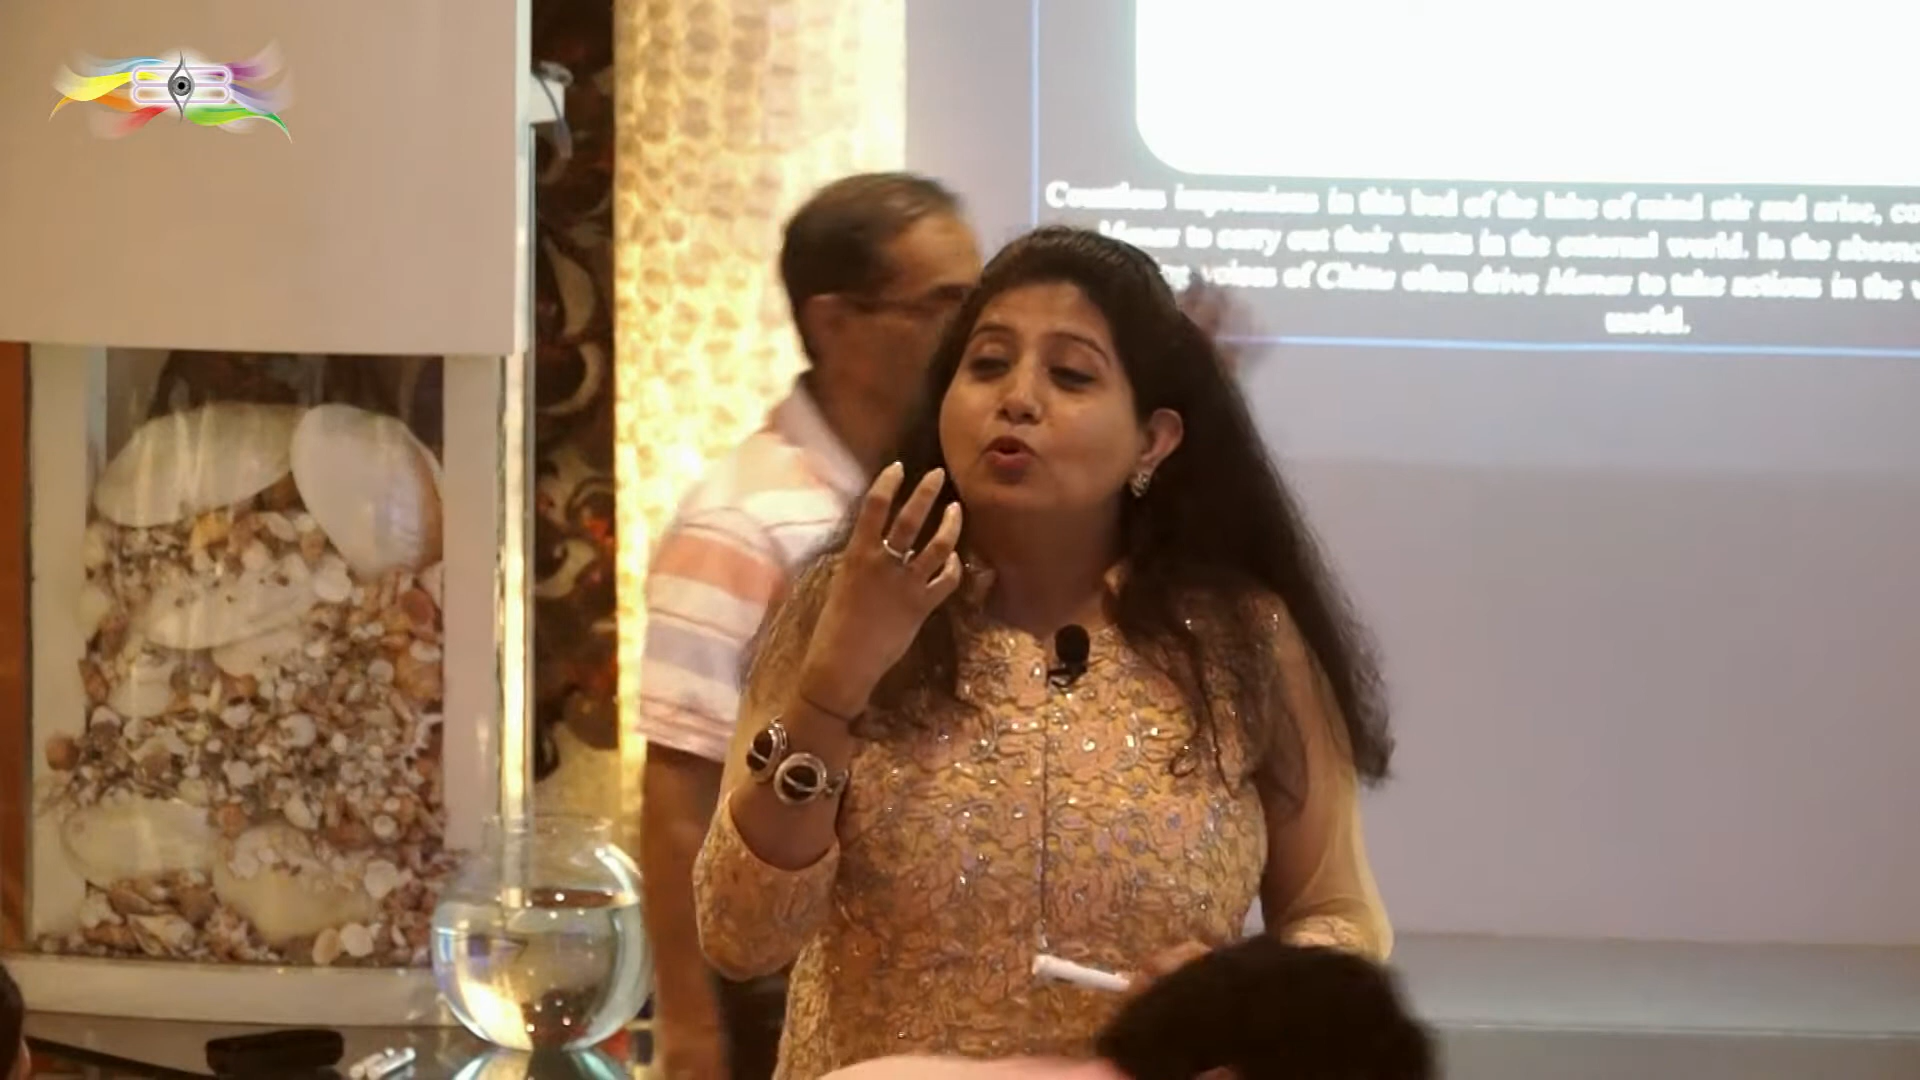 Countless impressions in this bed of the lake of mind stir and arise, co
Manas to carry out their wants in the external world. In the absenc
voices of Chitta often drive Manas to take actions in the
useful.